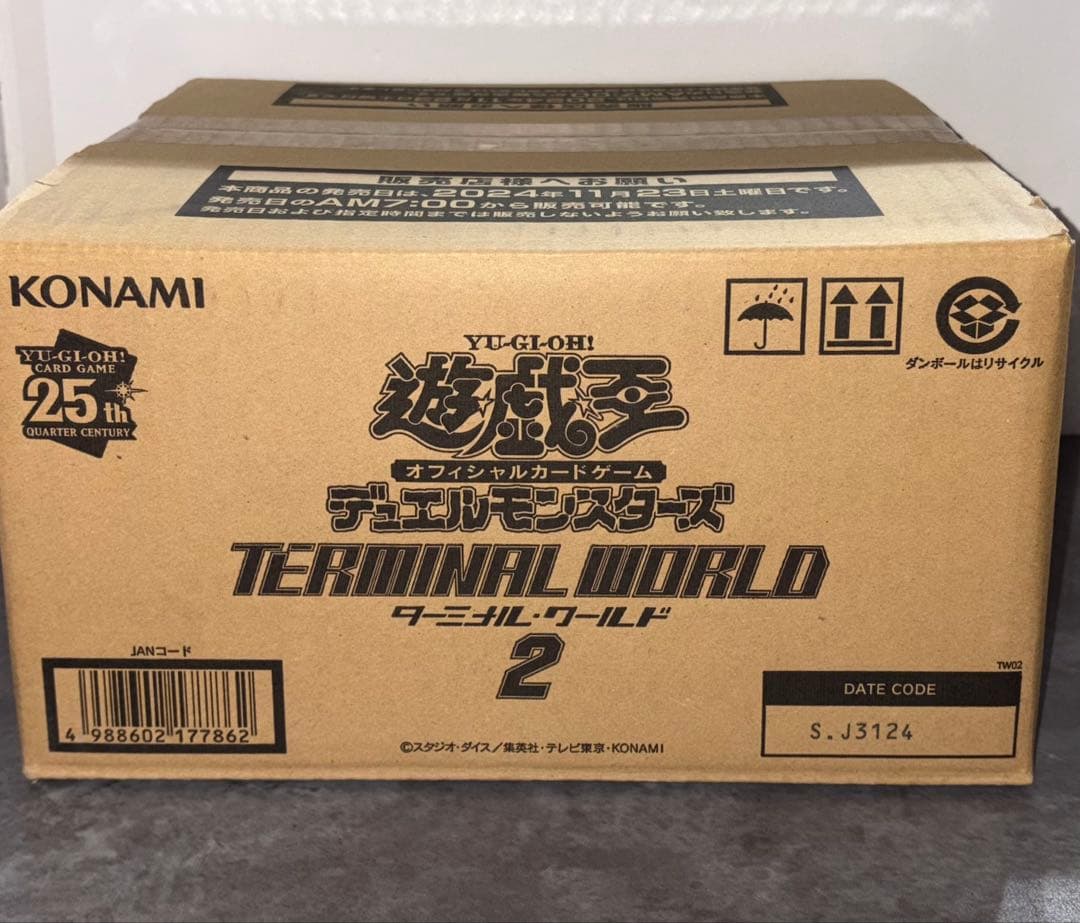 販売店様へお願い
本商品の発売日は、2024年11月23日土曜日です。
発売日のAM7:00から販売可能です。
発売日および指定時間までは販売しないようお願い致します。
KONAMI
YU-GI-OH!
CARD GAME
25th
QUARTER CENTURY
ダンボールはリサイクル
YU-GI-OH!
遊戯王
オフィシャルカードゲーム
デュエルモンスターズ
TERMINAL WORLD
ターミナル・ワールド
2
JANコード
4 988602 177862
TW02
DATE CODE
S.J3124
©スタジオ・ダイス/集英社・テレビ東京・KONAMI